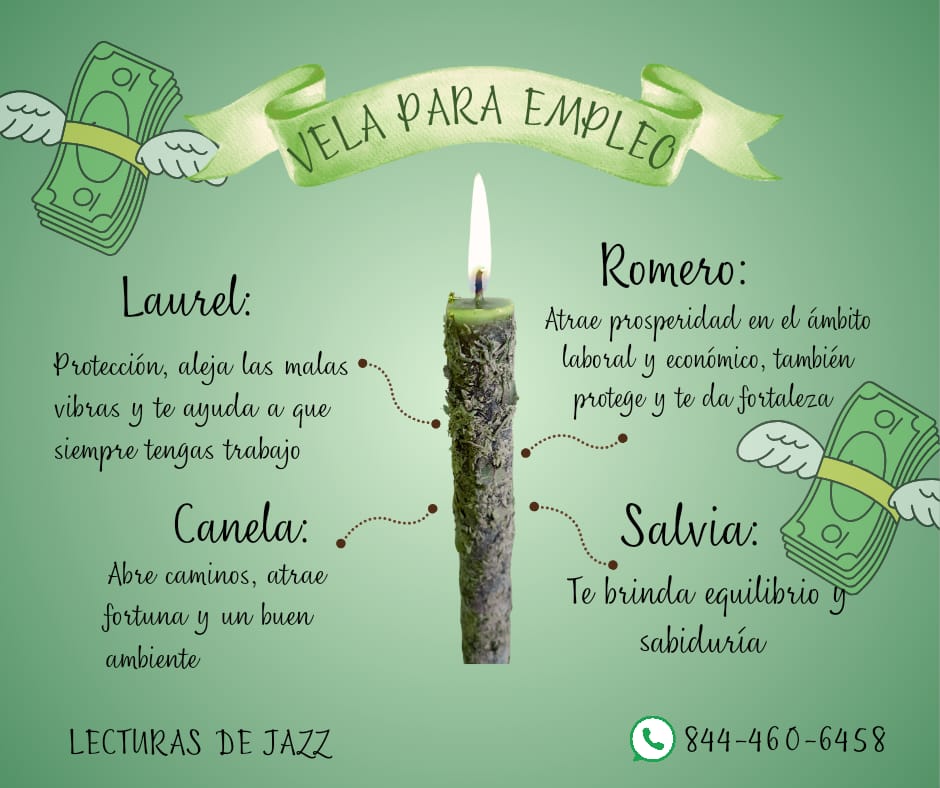 VELA PARA EMPLEO
Laurel:
Protección, aleja las malas
vibras y te ayuda a que
siempre tengas trabajo
Romero:
Atrae prosperidad en el ámbito
laboral y económico, también
protege y te da fortaleza
Canela:
Abre caminos, atrae
fortuna y un buen
ambiente
Salvia:
Te brinda equilibrio y
sabiduría
LECTURAS DE JAZZ
844-460-6458